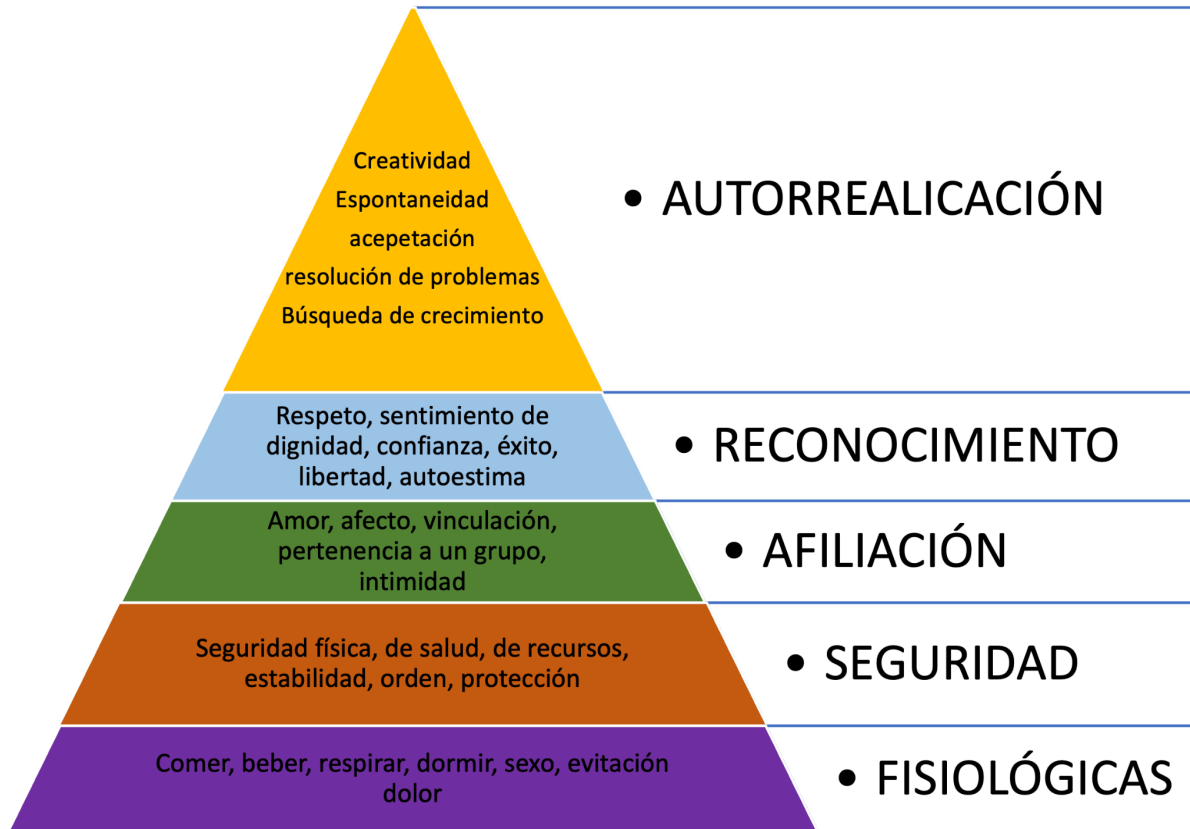 Creatividad
Espontaneidad
acepetación
resolución de problemas
Búsqueda de crecimiento
• AUTORREALICACIÓN
Respeto, sentimiento de
dignidad, confianza, éxito,
libertad, autoestima
• RECONOCIMIENTO
Amor, afecto, vinculación,
pertenencia a un grupo,
intimidad
• AFILIACIÓN
Seguridad física, de salud, de recursos,
estabilidad, orden, protección
• SEGURIDAD
Comer, beber, respirar, dormir, sexo, evitación
dolor
• FISIOLÓGICAS